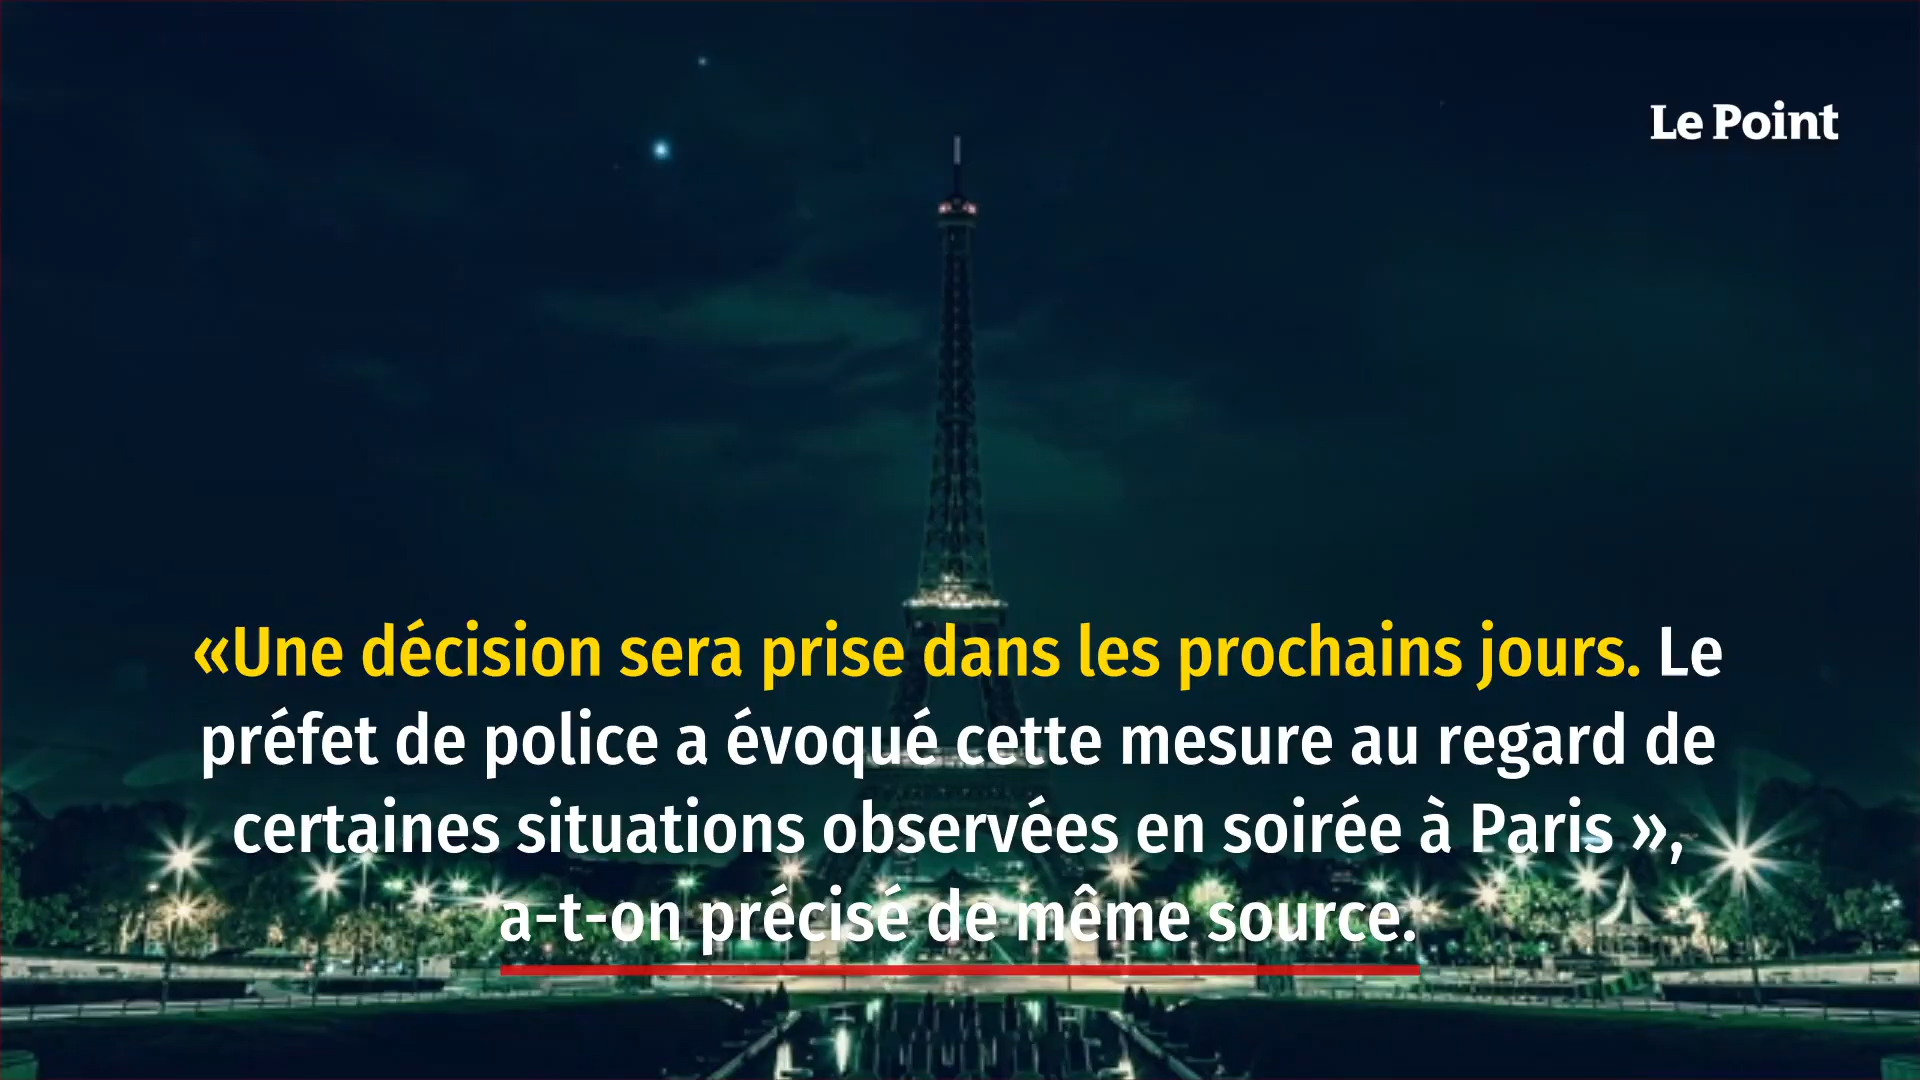 Le Point
«Une décision sera prise dans les prochains jours. Le
préfet de police a évoqué cette mesure au regard de
certaines situations observées en soirée à Paris »,
a-t-on précisé de même source.